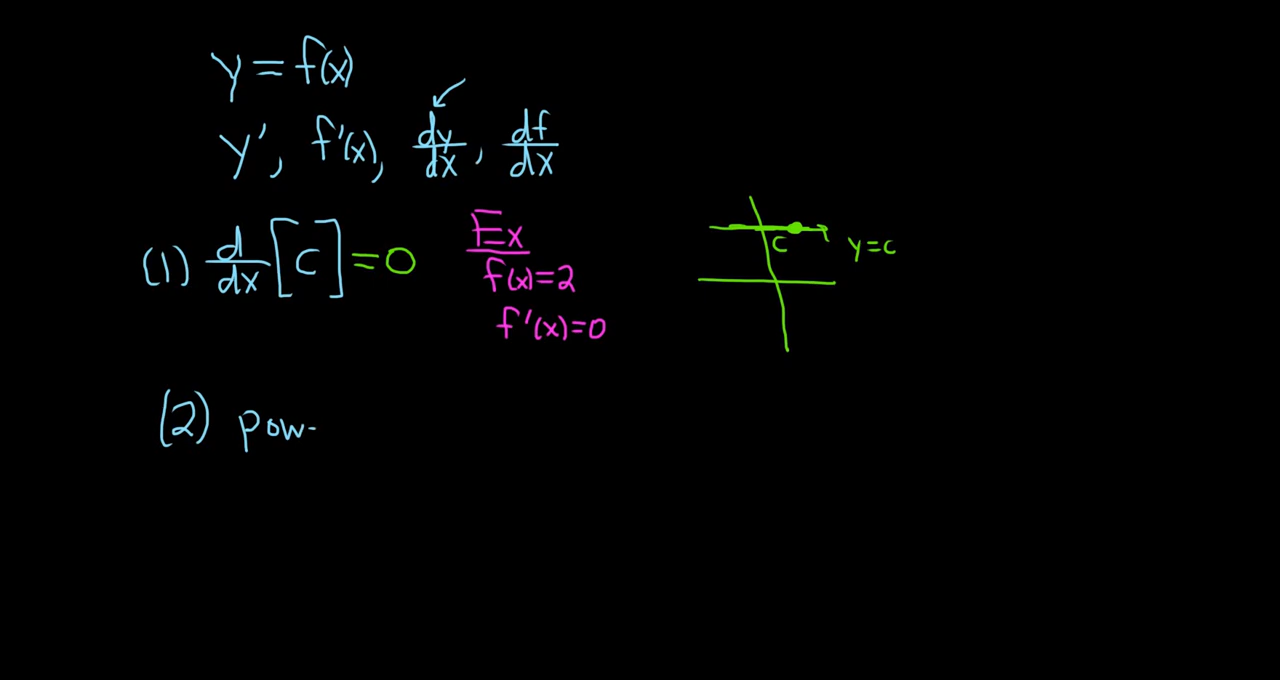 y = f(x)
y', f'(x), dy/dx, df/dx
(1) d/dx [c] = 0
Ex
f(x)=2
f'(x)=0
c
y=c
(2) pow-